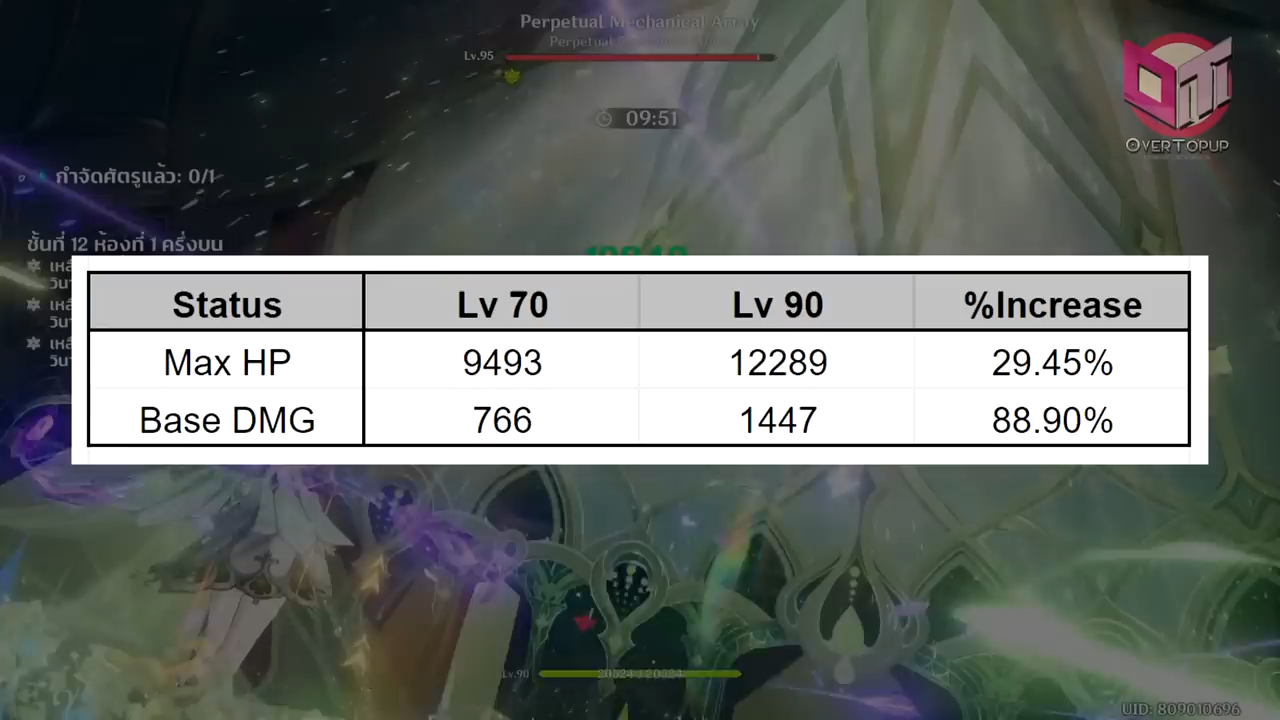 Perpetual Mechanical Array
Lv.95
09:51
OVERTOPUP
กำจัดศัตรูแล้ว: 0/1
ชั้นที่ 12 ห้องที่ 1 ครึ่งบน
Status Lv 70 Lv 90 %Increase
Max HP 9493 12289 29.45%
Base DMG 766 1447 88.90%
Lv.90
UID: 809010696